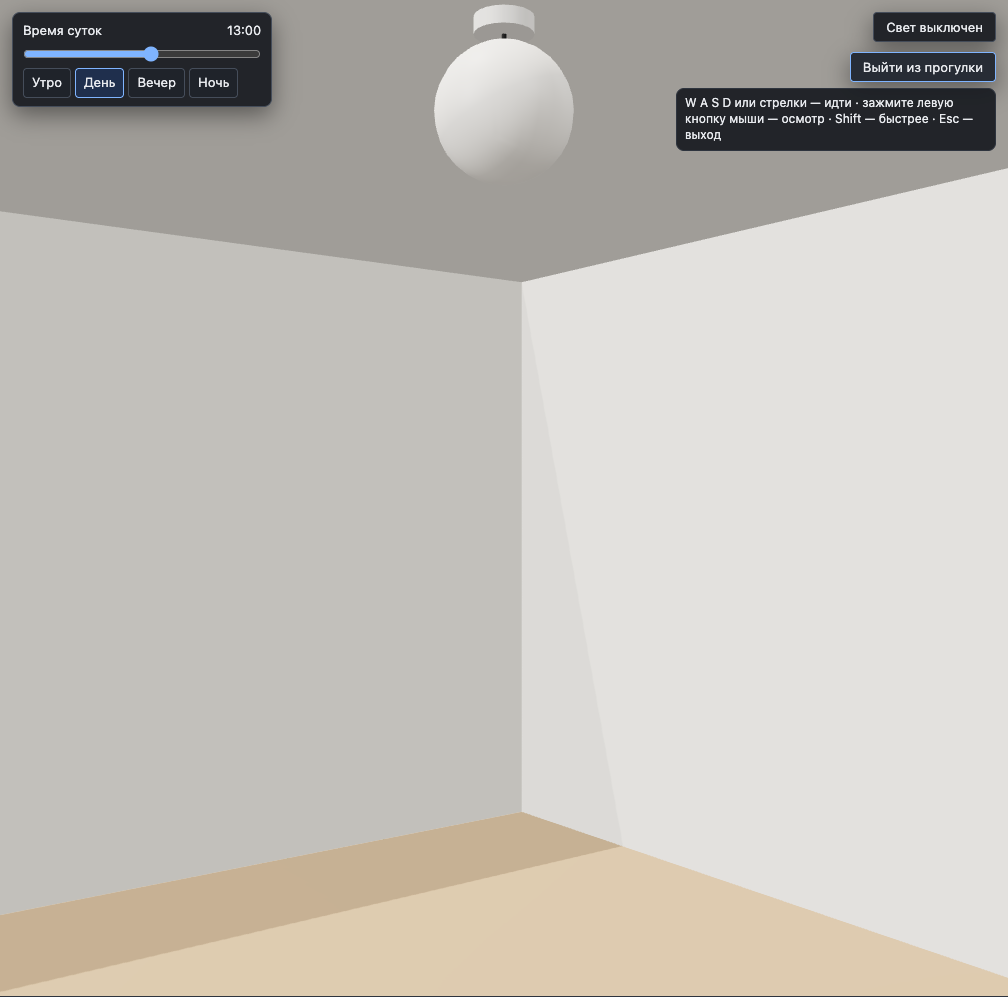 Время суток 13:00
Утро День Вечер Ночь
Свет выключен
Выйти из прогулки
W A S D или стрелки — идти · зажмите левую
кнопку мыши — осмотр · Shift — быстрее · Esc —
выход